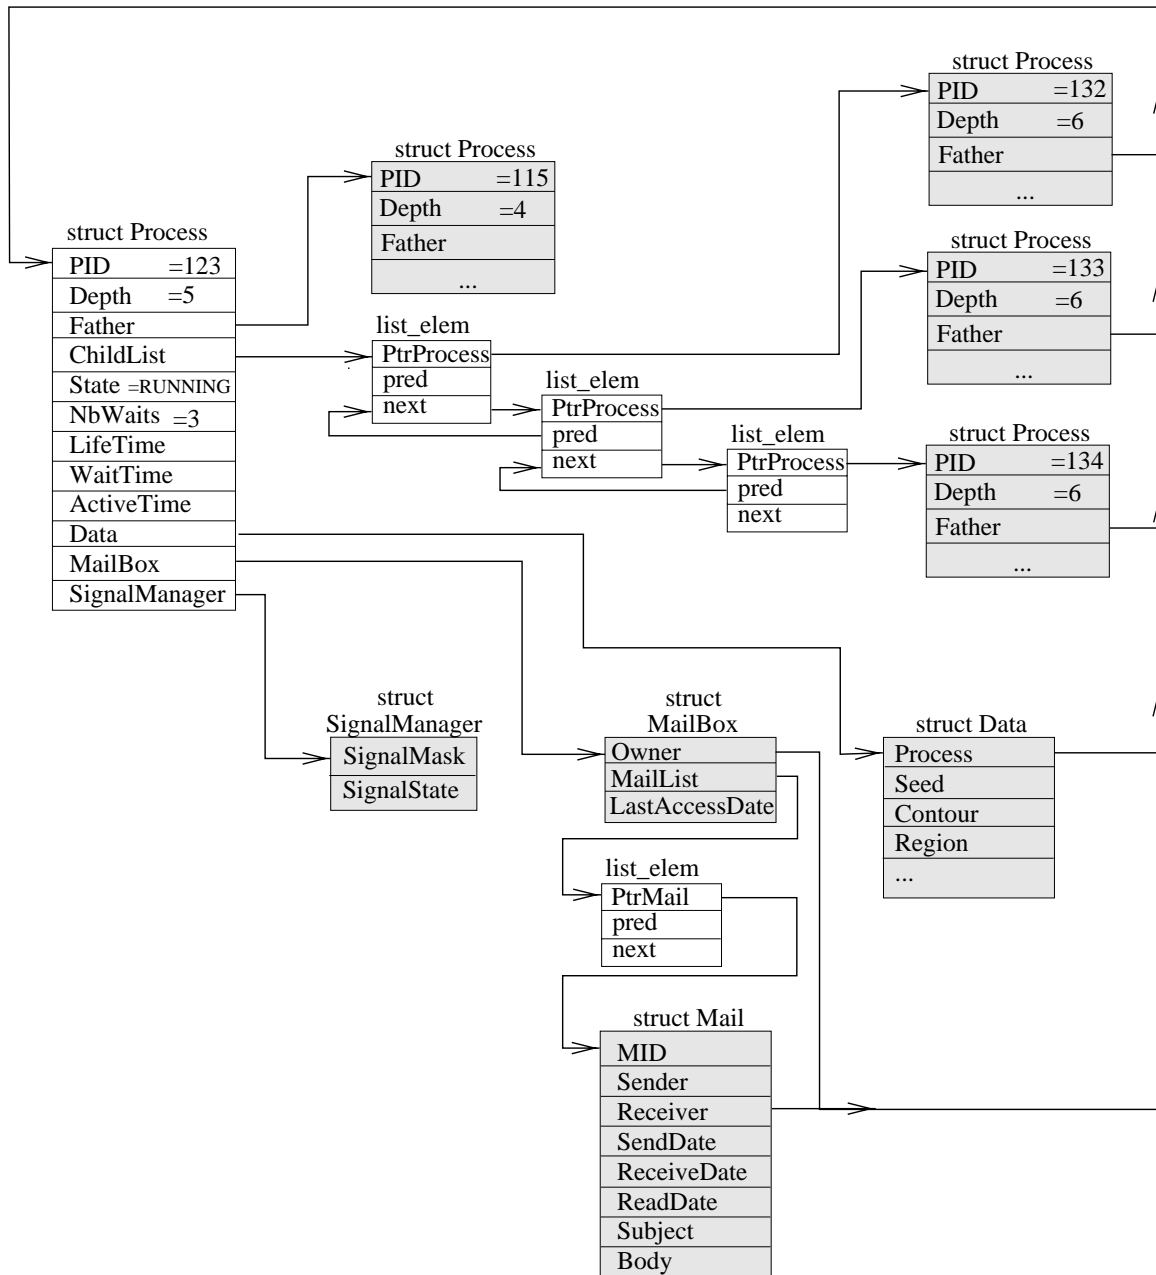 struct Process
PID =132
Depth =6
Father
...
struct Process
PID =115
Depth =4
Father
...
struct Process
PID =123
Depth =5
Father
ChildList
State =RUNNING
NbWaits =3
LifeTime
WaitTime
ActiveTime
Data
MailBox
SignalManager
list_elem
PtrProcess
pred
next
list_elem
PtrProcess
pred
next
list_elem
PtrProcess
pred
next
struct Process
PID =133
Depth =6
Father
...
struct Process
PID =134
Depth =6
Father
...
struct
SignalManager
SignalMask
SignalState
struct
MailBox
Owner
MailList
LastAccessDate
struct Data
Process
Seed
Contour
Region
...
list_elem
PtrMail
pred
next
struct Mail
MID
Sender
Receiver
SendDate
ReceiveDate
ReadDate
Subject
Body